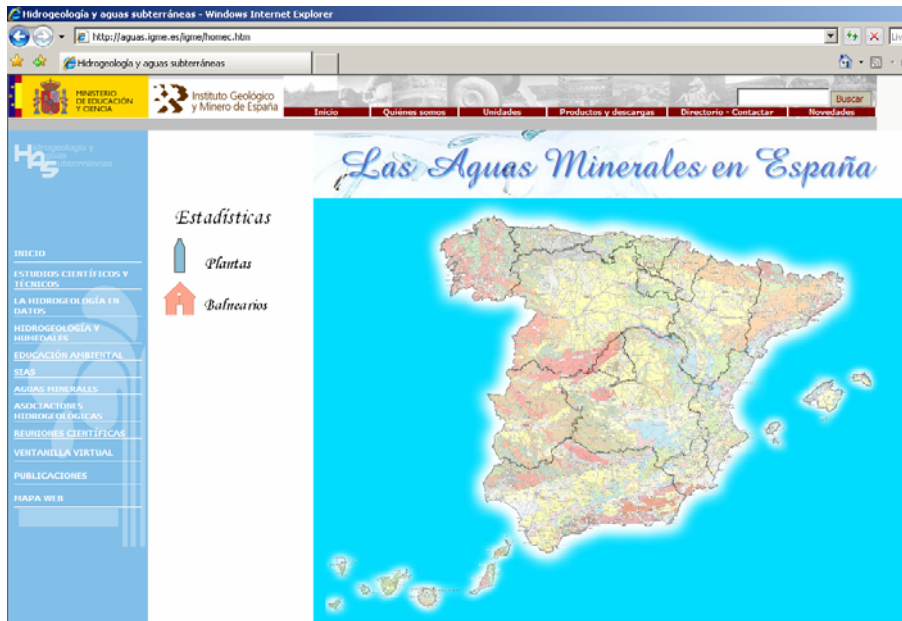 Hidrogeología y aguas subterráneas - Windows Internet Explorer
http://aguas.igme.es/igme/homec.htm
Hidrogeología y aguas subterráneas
MINISTERIO
DE EDUCACIÓN
Y CIENCIA
Instituto Geológico
y Minero de España
Buscar
Inicio
Quiénes somos
Unidades
Productos y descargas
Directorio - Contactar
Novedades
Hidrogeología y
Aguas
Subterráneas
Las Aguas Minerales en España
Estadísticas
Plantas
Balnearios
INICIO
ESTUDIOS CIENTÍFICOS Y
TÉCNICOS
LA HIDROGEOLOGÍA EN
DATOS
HIDROGEOLOGÍA Y
HUMEDALES
EDUCACIÓN AMBIENTAL
SIAS
AGUAS MINERALES
ASOCIACIONES
HIDROGEOLÓGICAS
REUNIONES CIENTÍFICAS
VENTANILLA VIRTUAL
PUBLICACIONES
MAPA WEB